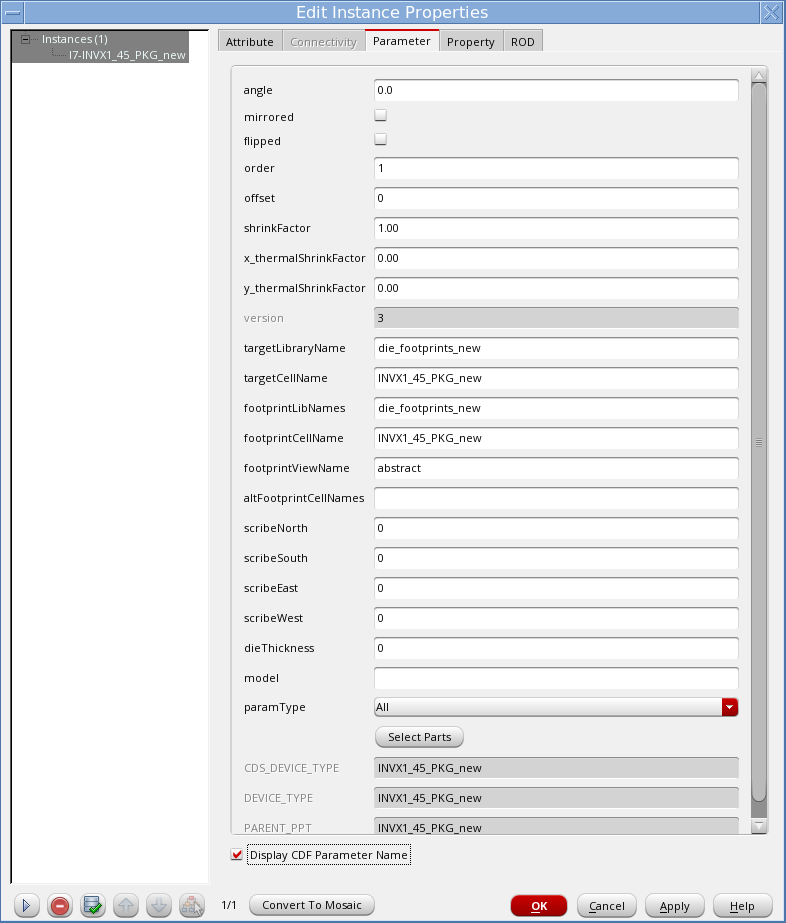 Edit Instance Properties
Instances (1)
I7-INVX1_45_PKG_new
Attribute Connectivity Parameter Property ROD
angle 0.0
mirrored
flipped
order 1
offset 0
shrinkFactor 1.00
x_thermalShrinkFactor 0.00
y_thermalShrinkFactor 0.00
version 3
targetLibraryName die_footprints_new
targetCellName INVX1_45_PKG_new
footprintLibNames die_footprints_new
footprintCellName INVX1_45_PKG_new
footprintViewName abstract
altFootprintCellNames
scribeNorth 0
scribeSouth 0
scribeEast 0
scribeWest 0
dieThickness 0
model
paramType All
Select Parts
CDS_DEVICE_TYPE INVX1_45_PKG_new
DEVICE_TYPE INVX1_45_PKG_new
PARENT_PPT INVX1_45_PKG_new
Display CDF Parameter Name
1/1 Convert To Mosaic OK Cancel Apply Help